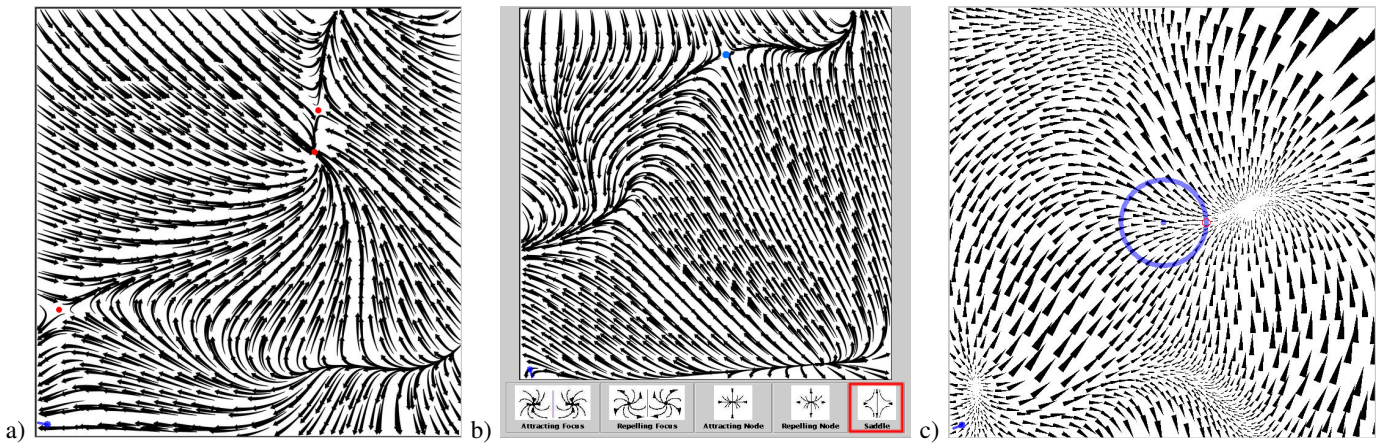 a)
b)
Attracting Focus
Repelling Focus
Attracting Node
Repelling Node
Saddle
c)